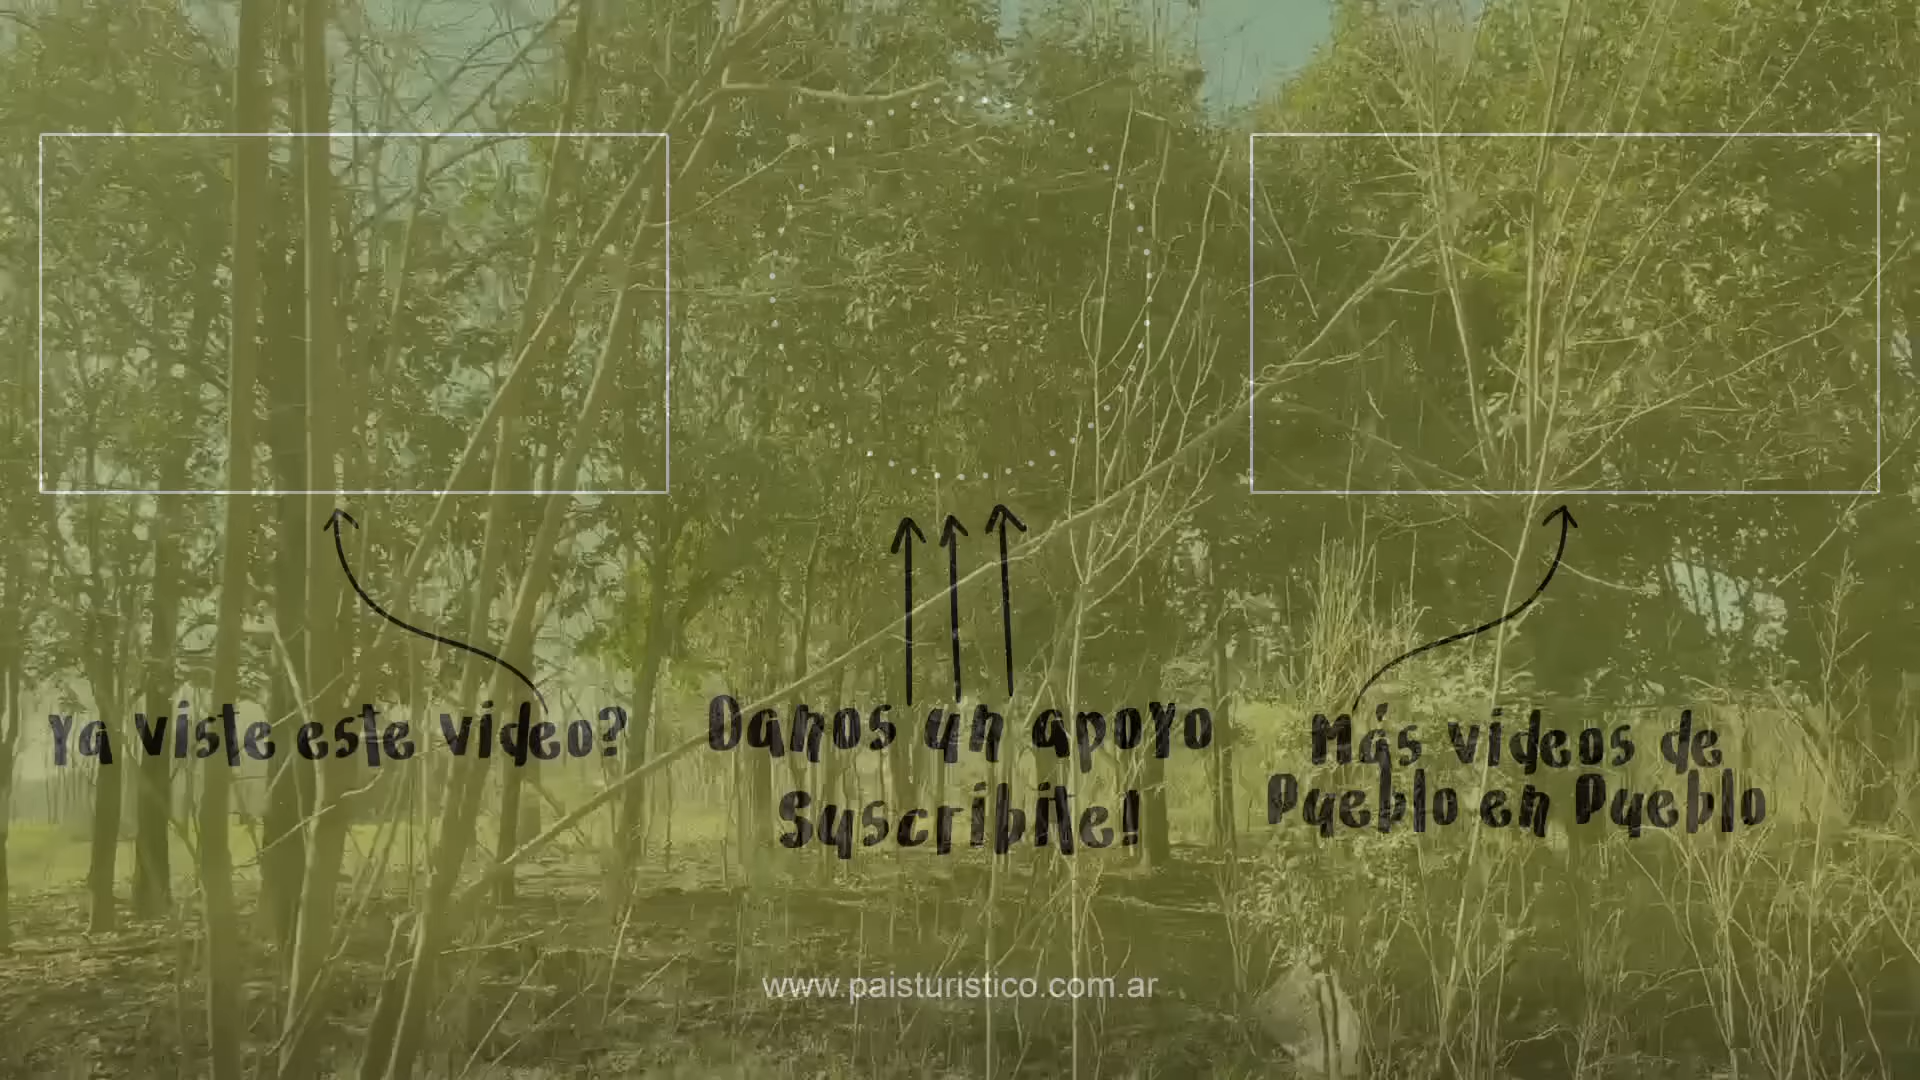 Ya viste este video?
Danos un apoyo
Suscribite!
Más videos de
Pueblo en Pueblo
www.paisturistico.com.ar